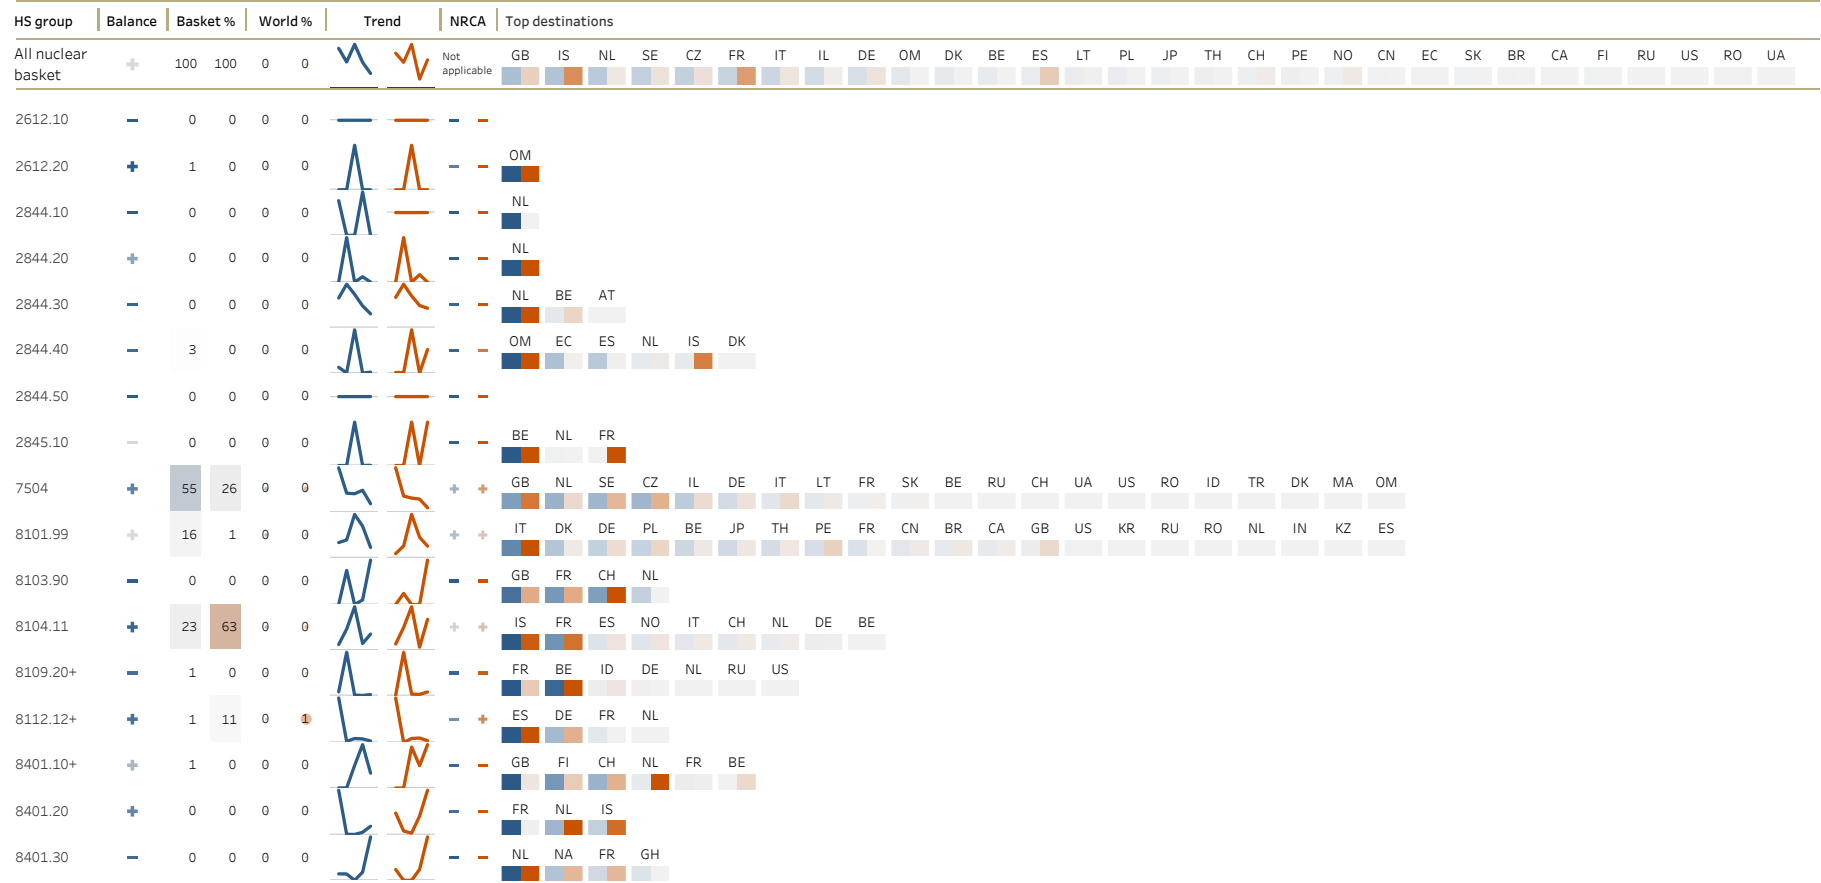 HS group Balance Basket % World % Trend NRCA Top destinations
All nuclear basket 100 100 0 0 Not applicable GB IS NL SE CZ FR IT IL DE OM DK BE ES LT PL JP TH CH PE NO CN EC SK BR CA FI RU US RO UA
2612.10 0 0 0 0
2612.20 1 0 0 0 OM
2844.10 0 0 0 0 NL
2844.20 0 0 0 0 NL
2844.30 0 0 0 0 NL BE AT
2844.40 3 0 0 0 OM EC ES NL IS DK
2844.50 0 0 0 0
2845.10 0 0 0 0 BE NL FR
7504 55 26 0 0 GB NL SE CZ IL DE IT LT FR SK BE RU CH UA US RO ID TR DK MA OM
8101.99 16 1 0 0 IT DK DE PL BE JP TH PE FR CN BR CA GB US KR RU RO NL IN KZ ES
8103.90 0 0 0 0 GB FR CH NL
8104.11 23 63 0 0 IS FR ES NO IT CH NL DE BE
8109.20+ 1 0 0 0 FR BE ID DE NL RU US
8112.12+ 1 11 0 1 ES DE FR NL
8401.10+ 1 0 0 0 GB FI CH NL FR BE
8401.20 0 0 0 0 FR NL IS
8401.30 0 0 0 0 NL NA FR GH